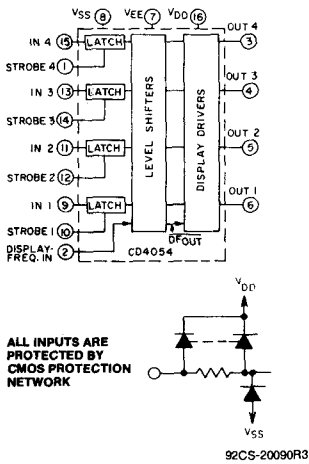 VSS 8 VEE 7 VDD 16
OUT 4
IN 4 15 LATCH 3
STROBE 4 1
OUT 3
IN 3 13 LATCH 4
STROBE 3 14
LEVEL SHIFTERS
DISPLAY DRIVERS
OUT 2
IN 2 11 LATCH 5
STROBE 2 12
OUT 1
IN 1 9 LATCH 6
STROBE 1 10
DISPLAY-
FREQ. IN 2
DFOUT
CD4054
VDD
ALL INPUTS ARE
PROTECTED BY
CMOS PROTECTION
NETWORK
VSS
92CS-20090R3